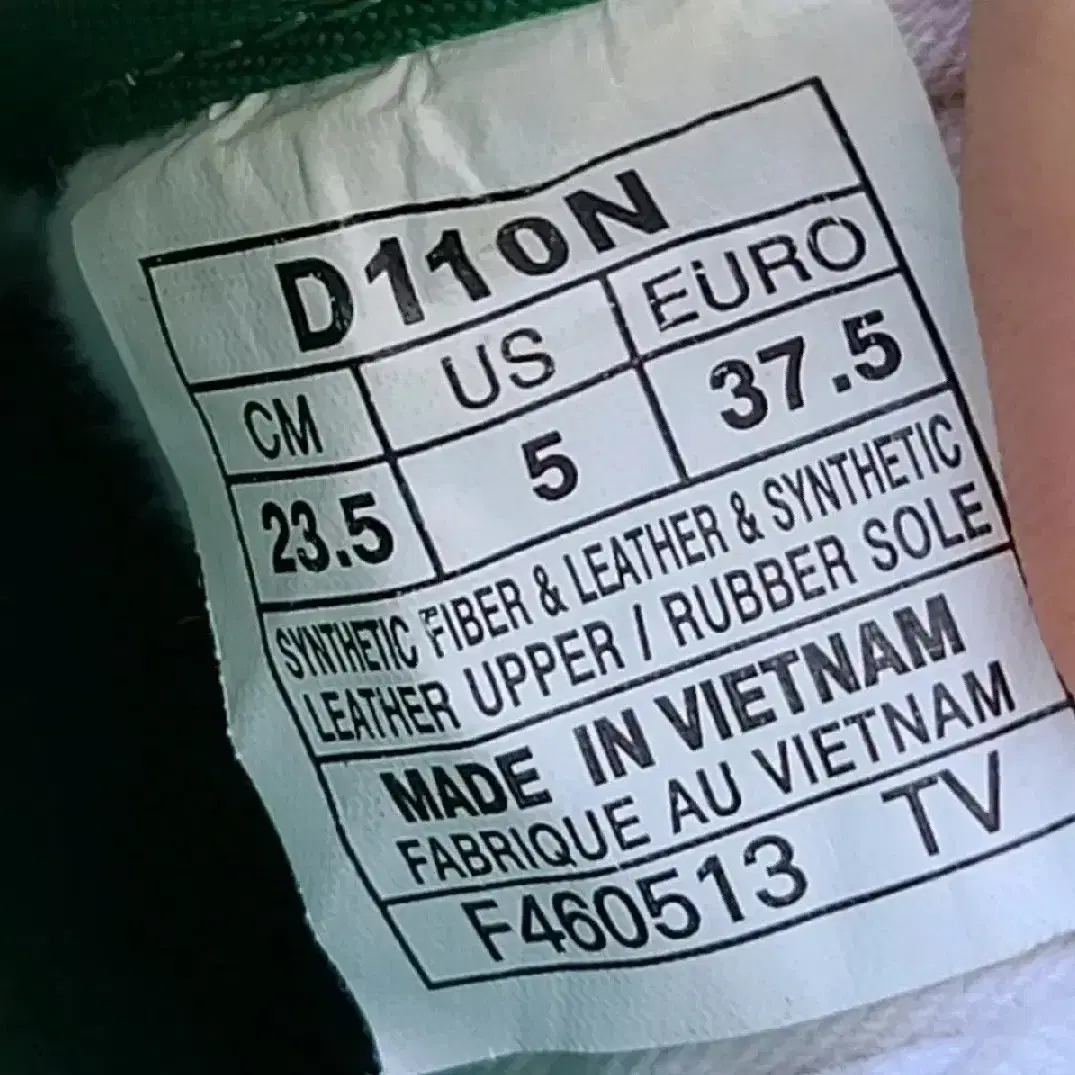 D110N
CM US EURO
23.5 5 37.5
SYNTHETIC FIBER & LEATHER & SYNTHETIC
LEATHER UPPER / RUBBER SOLE
MADE IN VIETNAM
FABRIQUE AU VIETNAM
F460513 TV